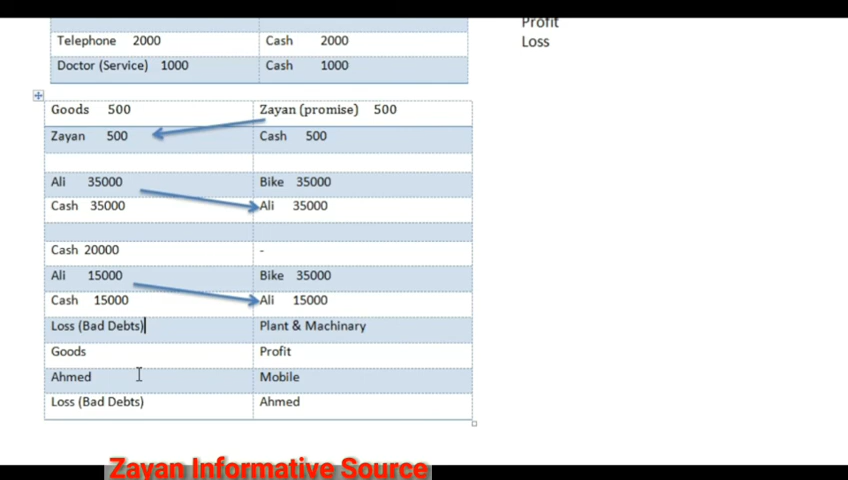 Profit
Loss
Telephone 2000 Cash 2000
Doctor (Service) 1000 Cash 1000
Goods 500 Zayan (promise) 500
Zayan 500 Cash 500
Ali 35000 Bike 35000
Cash 35000 Ali 35000
Cash 20000 -
Ali 15000 Bike 35000
Cash 15000 Ali 15000
Loss (Bad Debts) Plant & Machinary
Goods Profit
Ahmed Mobile
Loss (Bad Debts) Ahmed
Zayan Informative Source